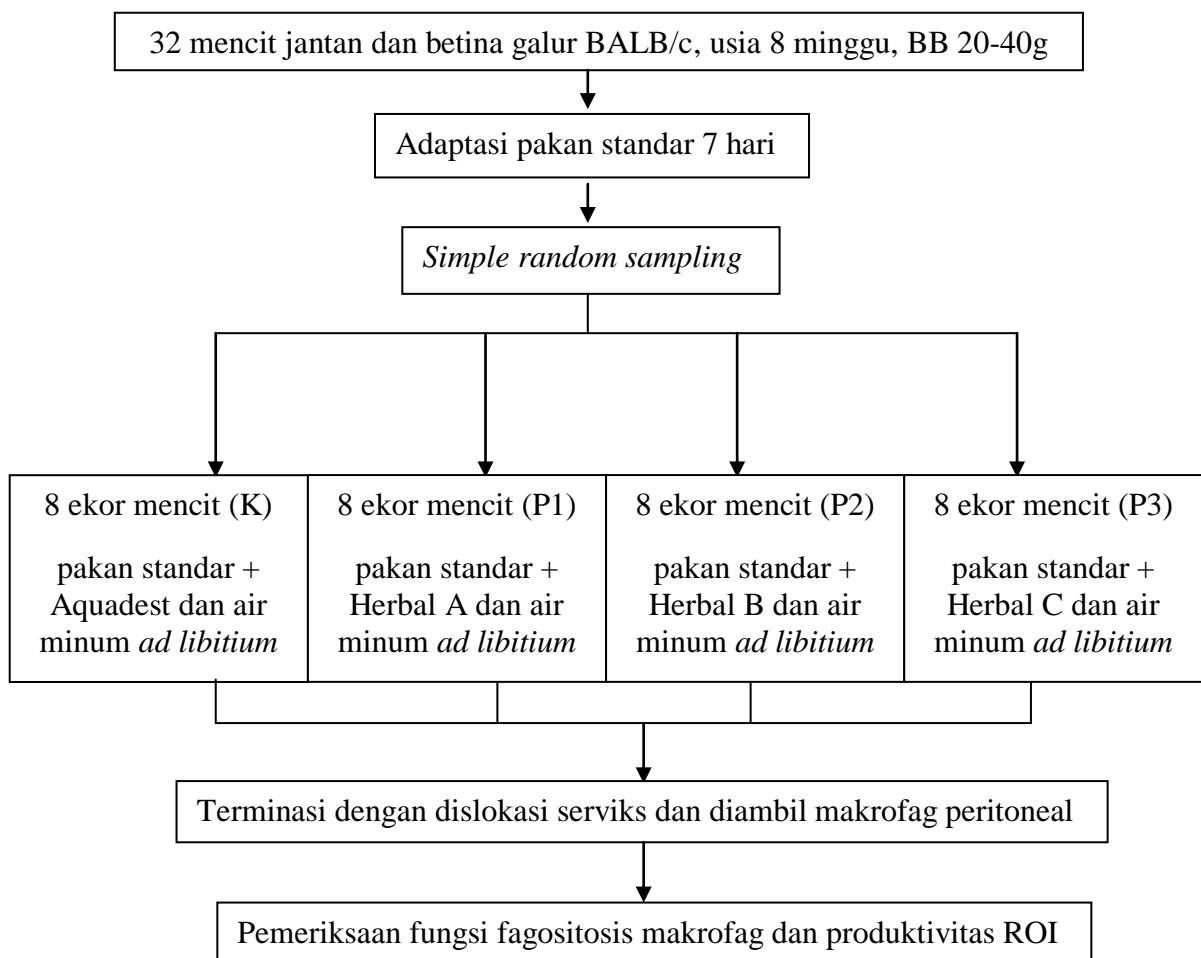 32 mencit jantan dan betina galur BALB/c, usia 8 minggu, BB 20-40g
Adaptasi pakan standar 7 hari
Simple random sampling
8 ekor mencit (K)
pakan standar +
Aquadest dan air
minum ad libitium
8 ekor mencit (P1)
pakan standar +
Herbal A dan air
minum ad libitium
8 ekor mencit (P2)
pakan standar +
Herbal B dan air
minum ad libitium
8 ekor mencit (P3)
pakan standar +
Herbal C dan air
minum ad libitium
Terminasi dengan dislokasi serviks dan diambil makrofag peritoneal
Pemeriksaan fungsi fagositosis makrofag dan produktivitas ROI